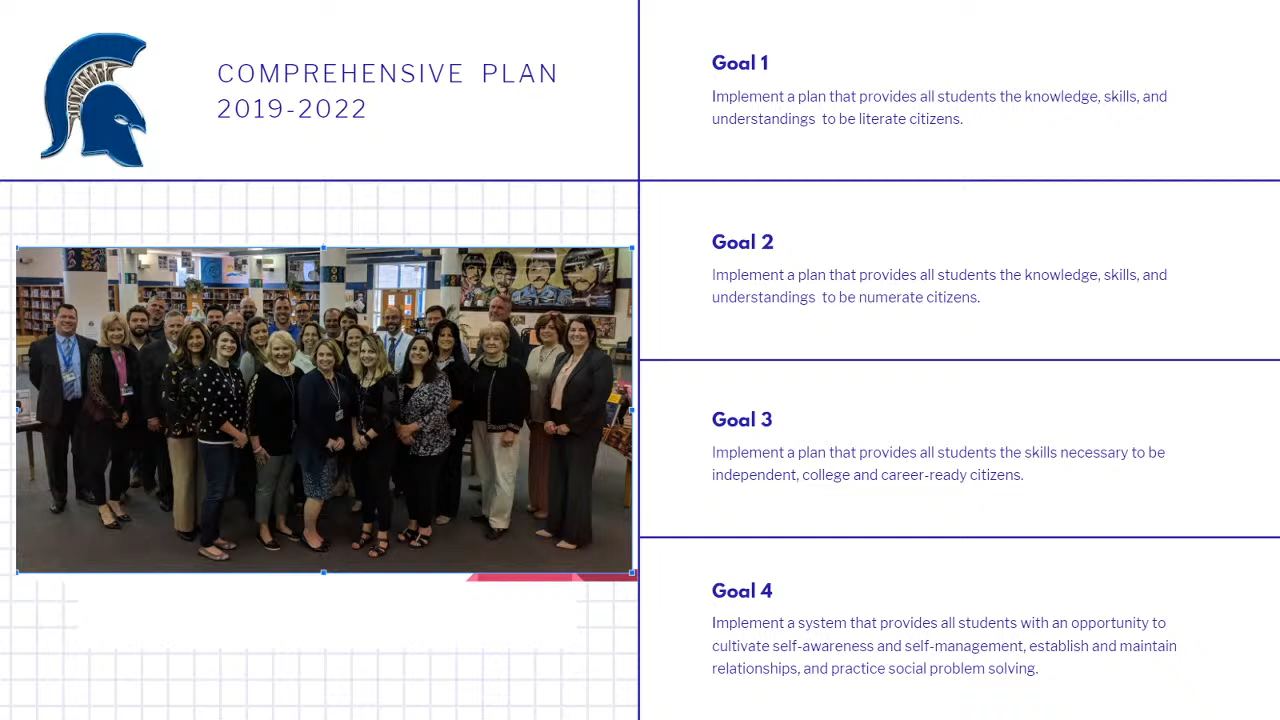 COMPREHENSIVE PLAN
2019-2022
Goal 1
Implement a plan that provides all students the knowledge, skills, and
understandings to be literate citizens.
Goal 2
Implement a plan that provides all students the knowledge, skills, and
understandings to be numerate citizens.
Goal 3
Implement a plan that provides all students the skills necessary to be
independent, college and career-ready citizens.
Goal 4
Implement a system that provides all students with an opportunity to
cultivate self-awareness and self-management, establish and maintain
relationships, and practice social problem solving.